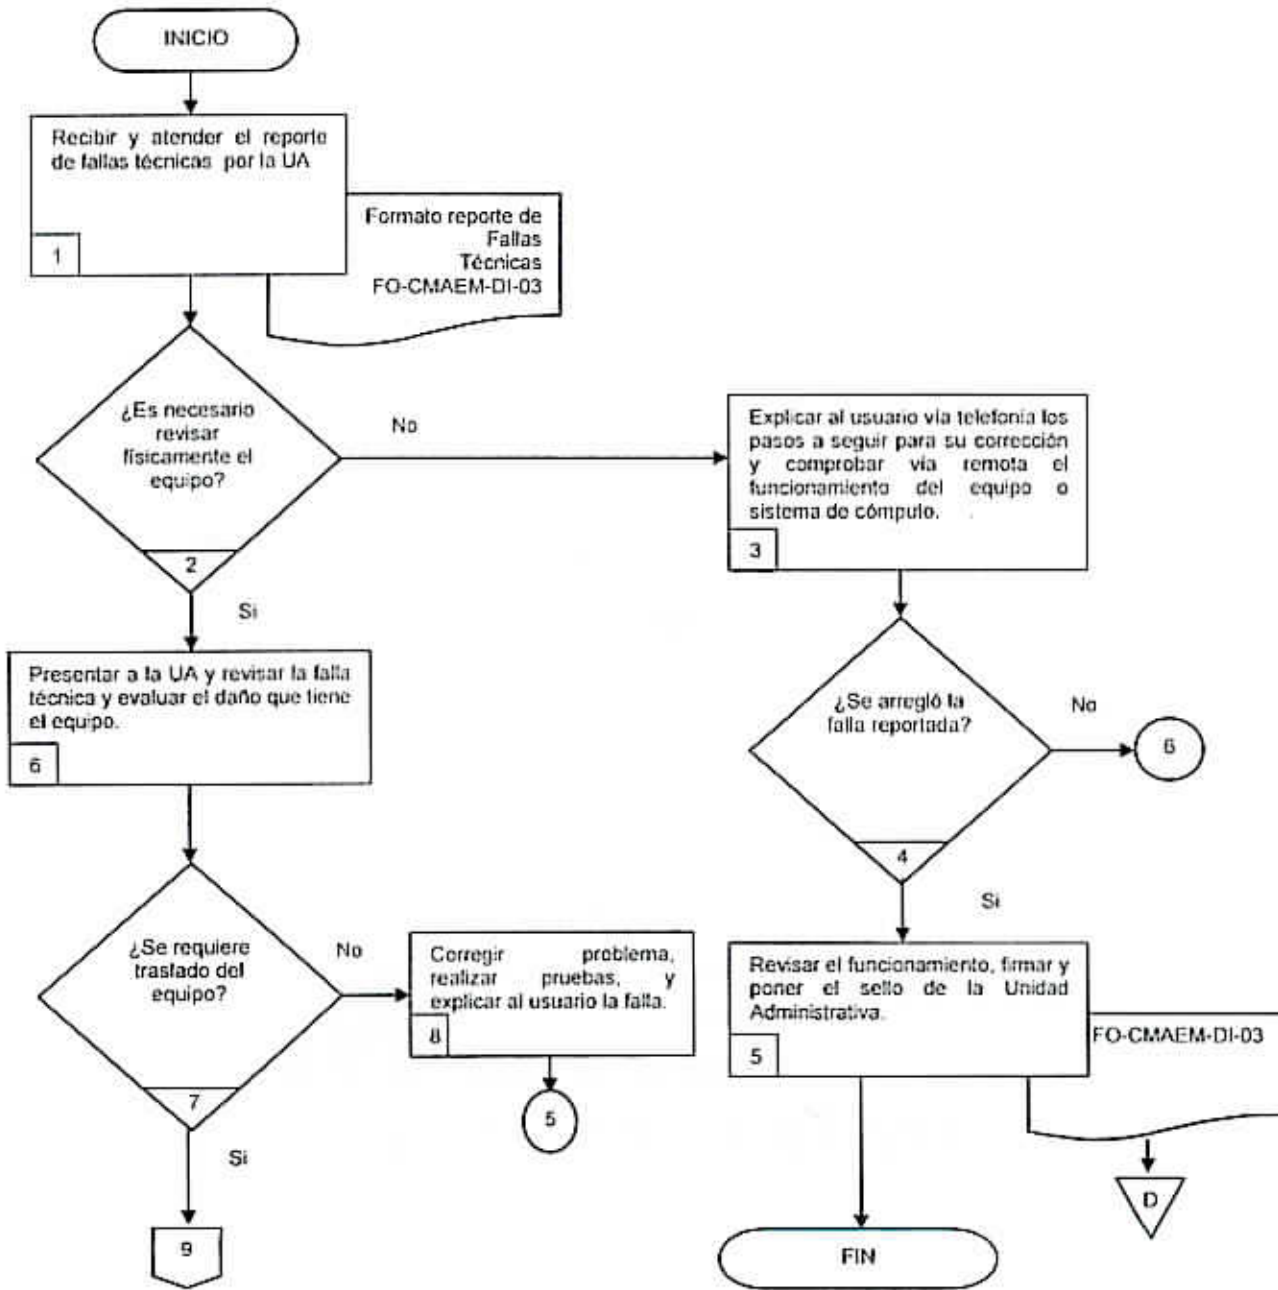 INICIO
Recibir y atender el reporte
de fallas técnicas por la UA
1
Formato reporte de
Fallas
Técnicas
FO-CMAEM-DI-03
¿Es necesario
revisar
físicamente el
equipo?
2
No
Si
Explicar al usuario vía telefonía los
pasos a seguir para su corrección
y comprobar vía remota el
funcionamiento del equipo o
sistema de cómputo.
3
Presentar a la UA y revisar la falla
técnica y evaluar el daño que tiene
el equipo.
6
¿Se arregló la
falla reportada?
4
No
6
Si
¿Se requiere
traslado del
equipo?
7
No
Corregir problema,
realizar pruebas, y
explicar al usuario la falla.
8
5
Revisar el funcionamiento, firmar y
poner el sello de la Unidad
Administrativa.
5
FO-CMAEM-DI-03
Si
9
D
FIN